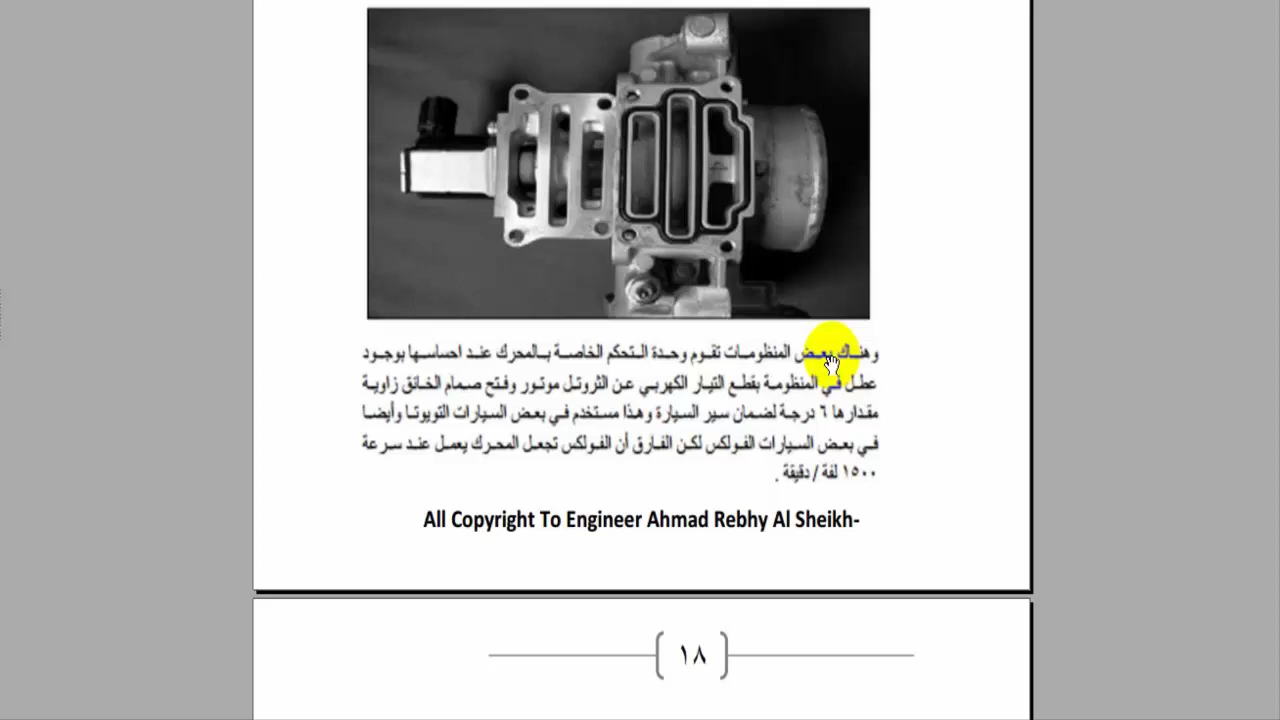 وهناك بعض المنظومات تقوم وحدة التحكم الخاصة بالمحرك عند احساسها بوجود
عطل في المنظومة بقطع التيار الكهربي عن الثروتل موتور وفتح صمام الخانق زاوية
مقدارها ٦ درجة لضمان سير السيارة وهذا مستخدم في بعض السيارات التويوتا وأيضا
في بعض السيارات الفولكس لكن الفارق أن الفولكس تجعل المحرك يعمل عند سرعة
١٥٠٠ لفة / دقيقة .
All Copyright To Engineer Ahmad Rebhy Al Sheikh-
١٨